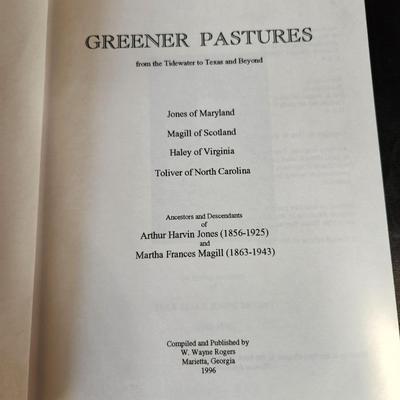 GREENER PASTURES
from the Tidewater to Texas and Beyond
Jones of Maryland
Magill of Scotland
Haley of Virginia
Toliver of North Carolina
Ancestors and Descendants
of
Arthur Harvin Jones (1856-1925)
and
Martha Frances Magill (1863-1943)
Compiled and Published by
W. Wayne Rogers
Marietta, Georgia
1996